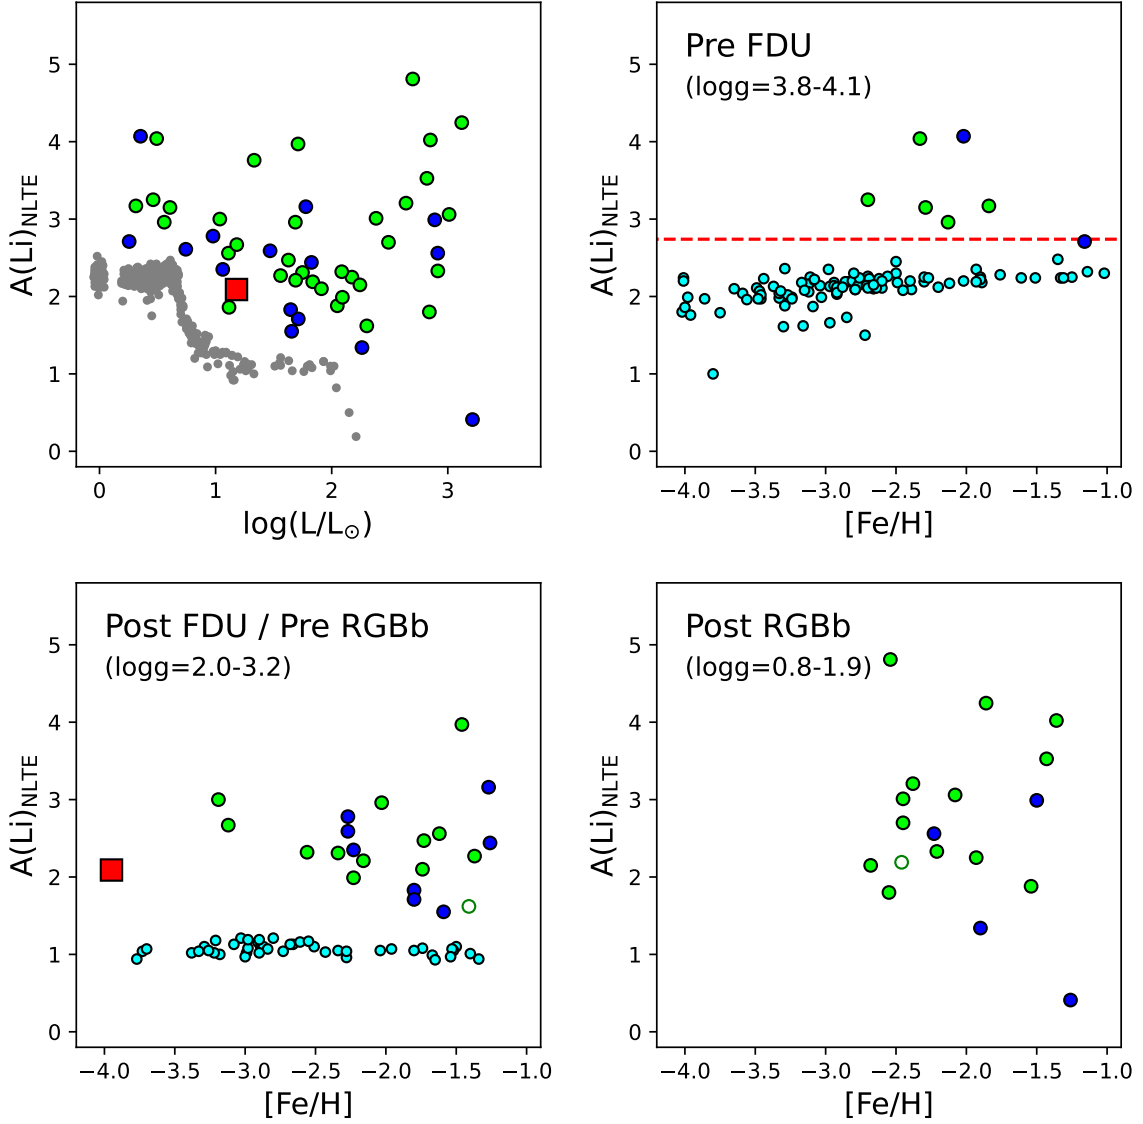 5
4
3
2
1
0
A(Li)NLTE
0 1 2 3
log(L/L☉)
Pre FDU
(logg=3.8-4.1)
5
4
3
2
1
0
A(Li)NLTE
−4.0 −3.5 −3.0 −2.5 −2.0 −1.5 −1.0
[Fe/H]
Post FDU / Pre RGBb
(logg=2.0-3.2)
5
4
3
2
1
0
A(Li)NLTE
−4.0 −3.5 −3.0 −2.5 −2.0 −1.5 −1.0
[Fe/H]
Post RGBb
(logg=0.8-1.9)
5
4
3
2
1
0
A(Li)NLTE
−4.0 −3.5 −3.0 −2.5 −2.0 −1.5 −1.0
[Fe/H]